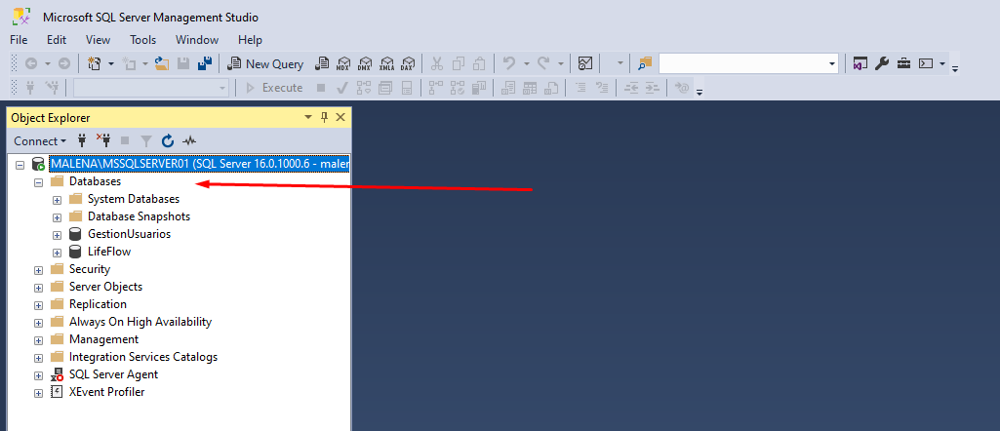 Microsoft SQL Server Management Studio
File Edit View Tools Window Help
New Query MDX DMX XMLA DAX
Execute
Object Explorer
Connect
MALENA\MSSQLSERVER01 (SQL Server 16.0.1000.6 - maler
Databases
System Databases
Database Snapshots
GestionUsuarios
LifeFlow
Security
Server Objects
Replication
Always On High Availability
Management
Integration Services Catalogs
SQL Server Agent
XEvent Profiler